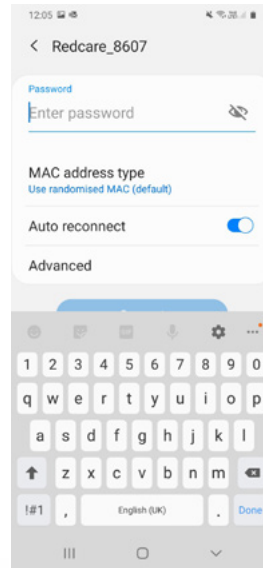 12:05
Redcare_8607
Password
Enter password
MAC address type
Use randomised MAC (default)
Auto reconnect
Advanced
1 2 3 4 5 6 7 8 9 0
q w e r t y u i o p
a s d f g h j k l
z x c v b n m
!#1 , English (UK) . Done